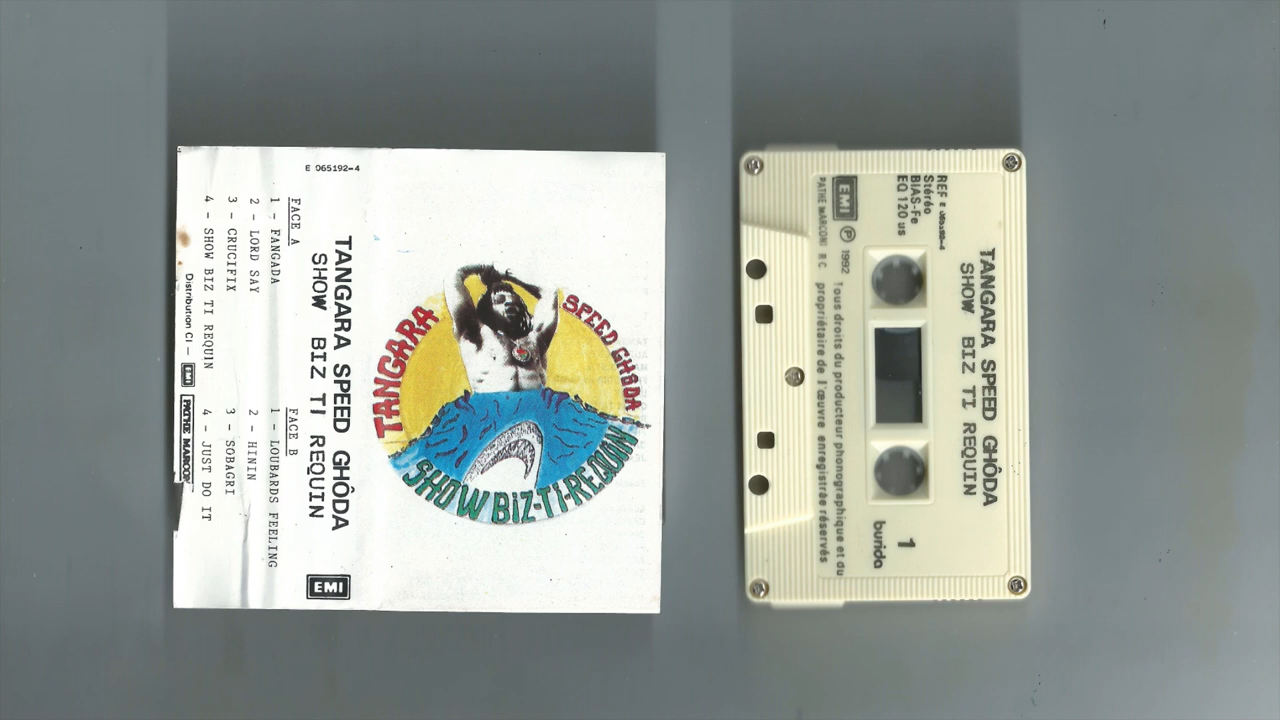 E 065192-4
TANGARA SPEED GHÔDA
SHOW BIZ TI REQUIN
EMI
FACE A
1 - FANGADA
2 - LORD SAY
3 - CRUCIFIX
4 - SHOW BIZ TI REQUIN
FACE B
1 - LOUBARDS FEELING
2 - HININ
3 - SOBAGRI
4 - JUST DO IT
Distribution CI - EMI PATHE MARCONI
TANGARA
SPEED GHÔDA
SHOW BiZ-Ti-REQUIN
TANGARA SPEED GHÔDA
SHOW BIZ TI REQUIN
REF E 065192-4
Stéréo
BIAS-Fe
EQ 120 us
1
burida
EMI
℗ 1992 Tous droits du producteur phonographique et du
PATHE MARCONI R C propriétaire de l'œuvre enregistrée réservés